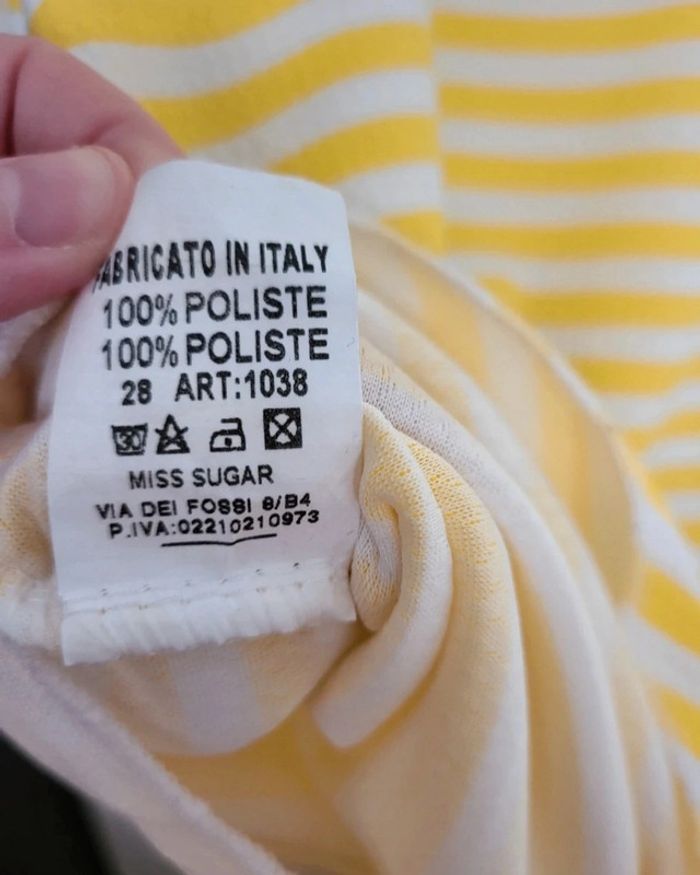 FABRICATO IN ITALY
100% POLISTE
100% POLISTE
28 ART:1038
30
MISS SUGAR
VIA DEI FOSSI 8/B4
P.IVA:02210210973